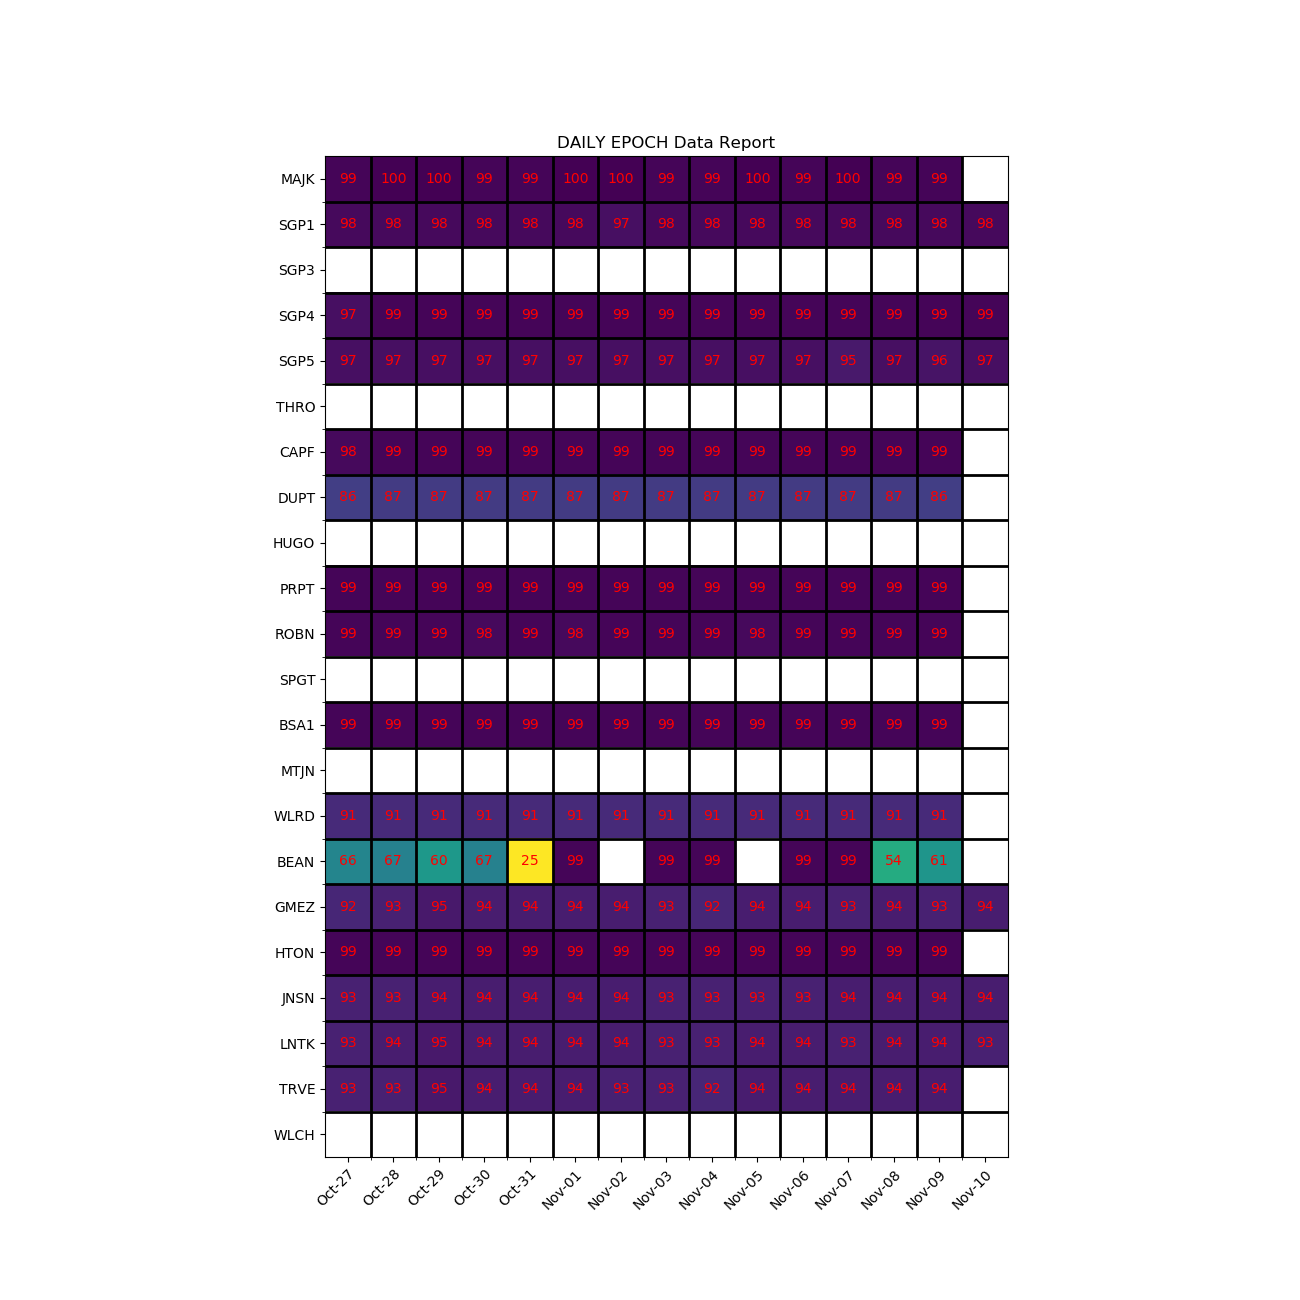 DAILY EPOCH Data Report
MAJK 99 100 100 99 99 100 100 99 99 100 99 100 99 99
SGP1 98 98 98 98 98 98 97 98 98 98 98 98 98 98 98
SGP3
SGP4 97 99 99 99 99 99 99 99 99 99 99 99 99 99 99
SGP5 97 97 97 97 97 97 97 97 97 97 97 95 97 96 97
THRO
CAPF 98 99 99 99 99 99 99 99 99 99 99 99 99 99
DUPT 86 87 87 87 87 87 87 87 87 87 87 87 87 86
HUGO
PRPT 99 99 99 99 99 99 99 99 99 99 99 99 99 99
ROBN 99 99 99 98 99 98 99 99 99 98 99 99 99 99
SPGT
BSA1 99 99 99 99 99 99 99 99 99 99 99 99 99 99
MTJN
WLRD 91 91 91 91 91 91 91 91 91 91 91 91 91 91
BEAN 66 67 60 67 25 99 99 99 99 99 54 61
GMEZ 92 93 95 94 94 94 94 93 92 94 94 93 94 93 94
HTON 99 99 99 99 99 99 99 99 99 99 99 99 99 99
JNSN 93 93 94 94 94 94 94 93 93 93 93 94 94 94 94
LNTK 93 94 95 94 94 94 94 93 93 94 94 93 94 94 93
TRVE 93 93 95 94 94 94 93 93 92 94 94 94 94 94
WLCH
Oct-27 Oct-28 Oct-29 Oct-30 Oct-31 Nov-01 Nov-02 Nov-03 Nov-04 Nov-05 Nov-06 Nov-07 Nov-08 Nov-09 Nov-10